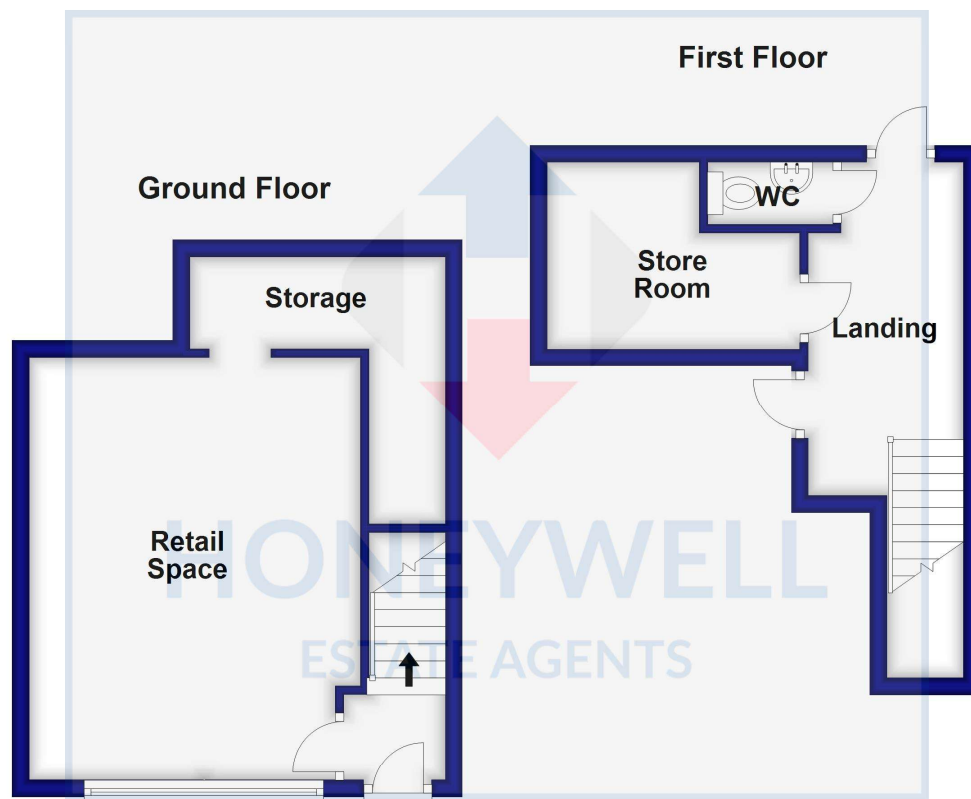 First Floor
Ground Floor
WC
Store
Room
Storage
Landing
Retail
Space
HONEYWELL
ESTATE AGENTS